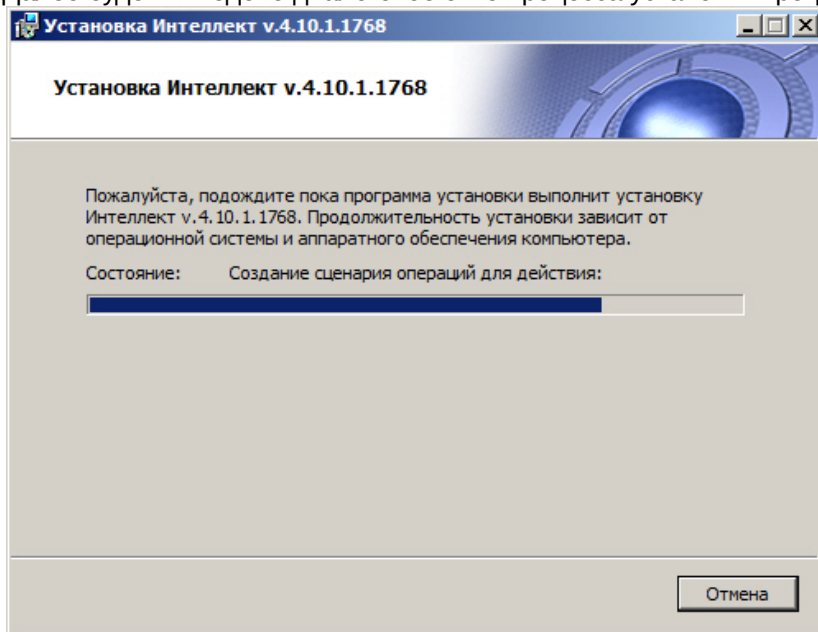 Установка Интеллект v.4.10.1.1768
Установка Интеллект v.4.10.1.1768
Пожалуйста, подождите пока программа установки выполнит установку
Интеллект v.4.10.1.1768. Продолжительность установки зависит от
операционной системы и аппаратного обеспечения компьютера.
Состояние: Создание сценария операций для действия:
Отмена